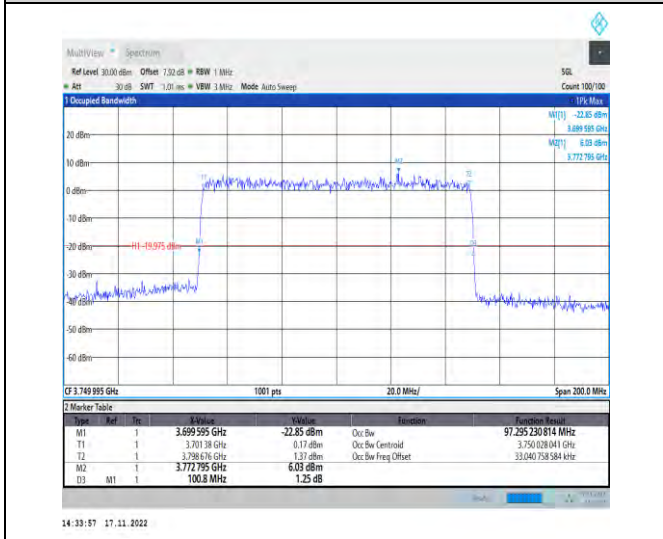 MultiView Spectrum
Ref Level 30.00 dBm Offset 7.92 dB RBW 1 MHz SGL
Att 30 dB SWT 1.01 ms VBW 3 MHz Mode Auto Sweep Count 100/100
1 Occupied Bandwidth 1Pk Max
M1[1] -22.85 dBm
3.699 595 GHz
M2[1] 6.03 dBm
3.772 795 GHz
20 dBm
10 dBm
M2
T1
T2
0 dBm
-10 dBm
-20 dBm
H1 -19.975 dBm
M1
D3
-30 dBm
-40 dBm
-50 dBm
-60 dBm
CF 3.749 995 GHz 1001 pts 20.0 MHz/ Span 200.0 MHz
2 Marker Table
Type Ref Trc X-Value Y-Value Function Function Result
M1 1 3.699 595 GHz -22.85 dBm Occ Bw 97.295 230 814 MHz
T1 1 3.701 38 GHz 0.17 dBm Occ Bw Centroid 3.750 028 041 GHz
T2 1 3.798 676 GHz 1.37 dBm Occ Bw Freq Offset 33.040 758 584 kHz
M2 1 3.772 795 GHz 6.03 dBm
D3 M1 1 100.8 MHz 1.25 dB
14:33:57 17.11.2022